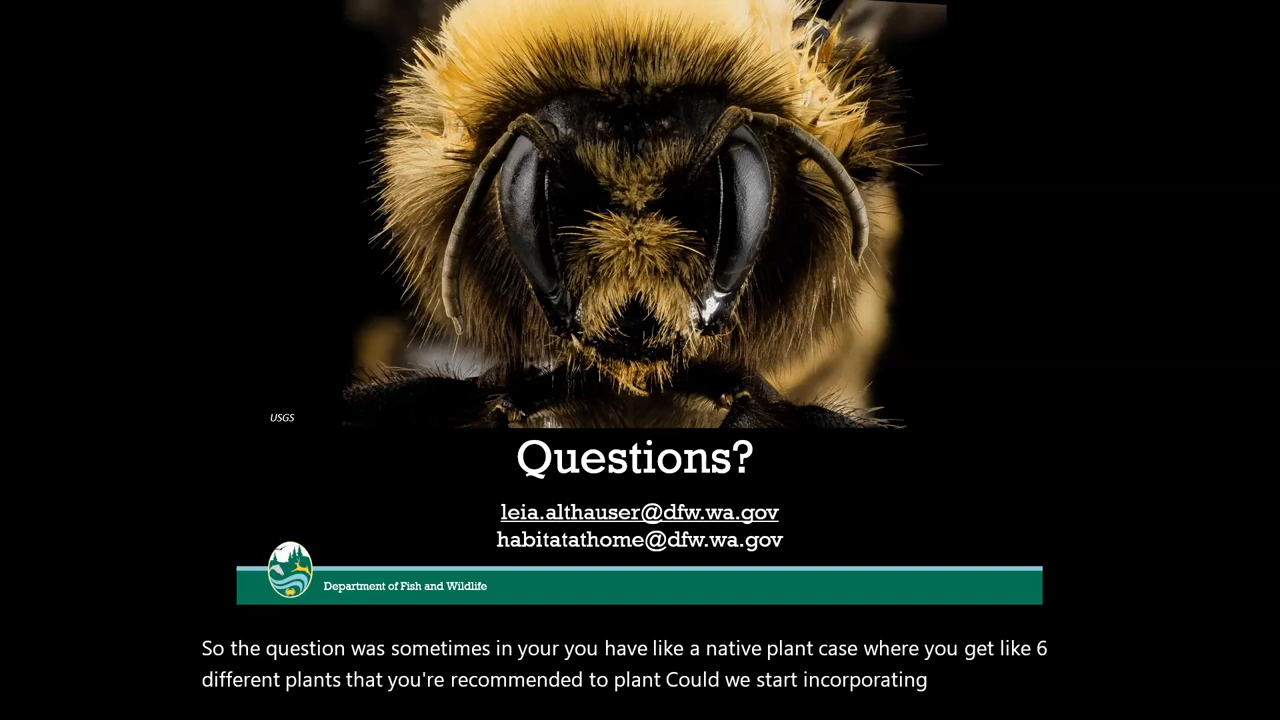 USGS
Questions?
leia.althauser@dfw.wa.gov
habitatathome@dfw.wa.gov
Department of Fish and Wildlife
So the question was sometimes in your you have like a native plant case where you get like 6
different plants that you're recommended to plant Could we start incorporating